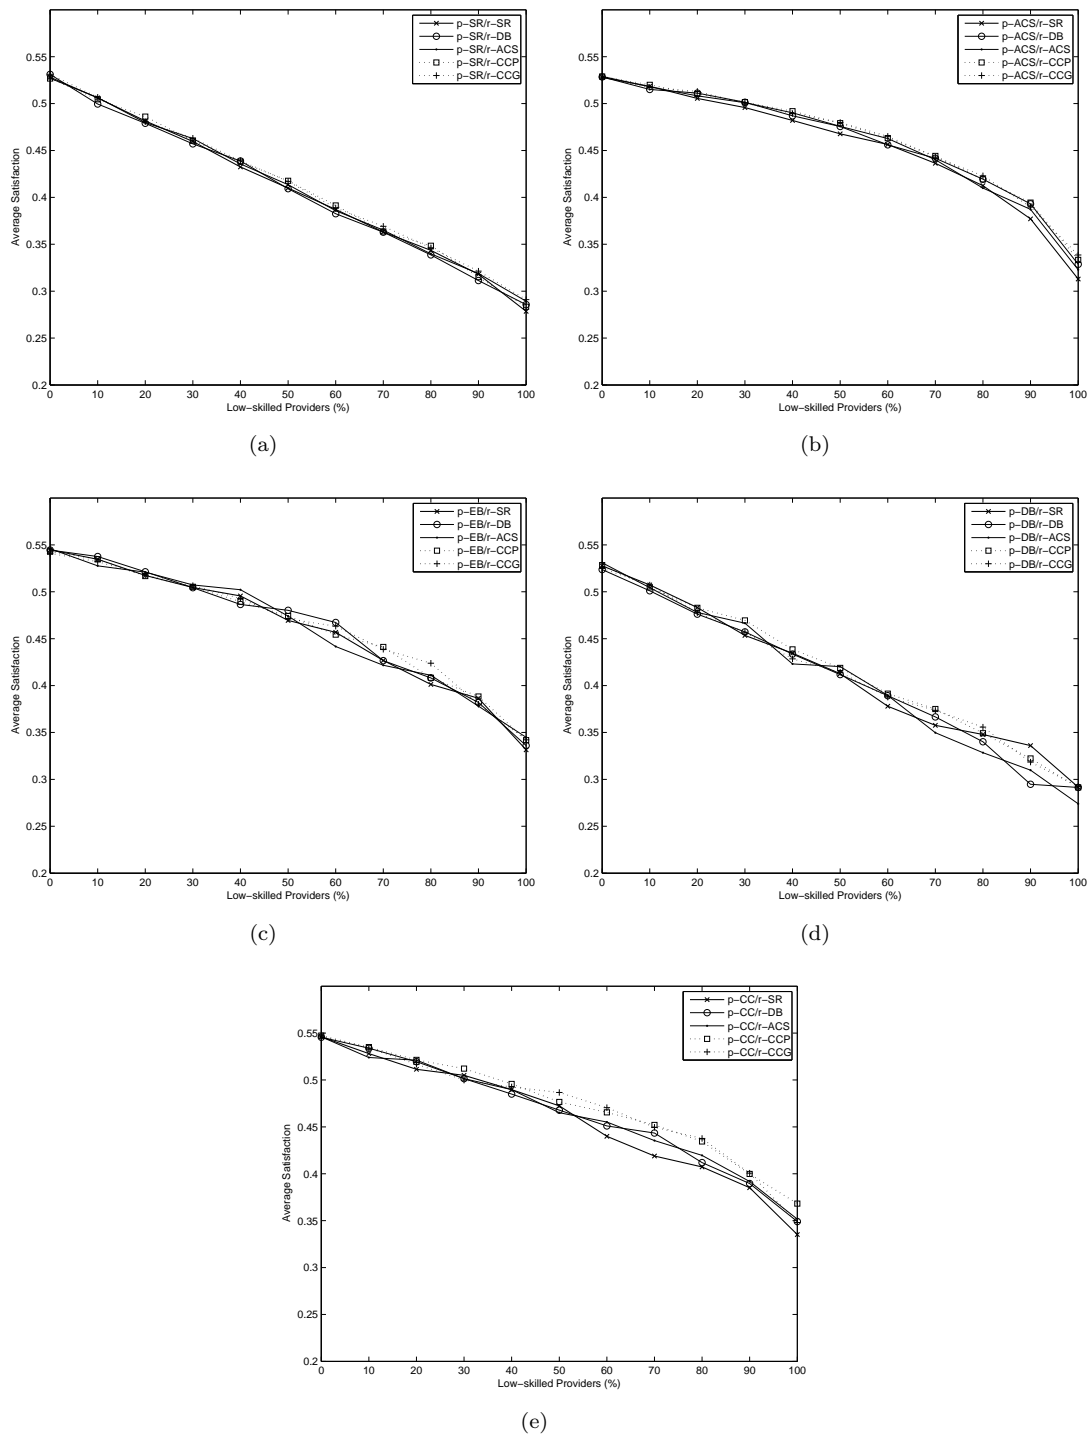 0.55
0.5
0.45
0.4
0.35
0.3
0.25
0.2
Average Satisfaction
p−SR/r−SR
p−SR/r−DB
p−SR/r−ACS
p−SR/r−CCP
p−SR/r−CCG
0 10 20 30 40 50 60 70 80 90 100
Low−skilled Providers (%)
(a)
0.55
0.5
0.45
0.4
0.35
0.3
0.25
0.2
Average Satisfaction
p−ACS/r−SR
p−ACS/r−DB
p−ACS/r−ACS
p−ACS/r−CCP
p−ACS/r−CCG
0 10 20 30 40 50 60 70 80 90 100
Low−skilled Providers (%)
(b)
0.55
0.5
0.45
0.4
0.35
0.3
0.25
0.2
Average Satisfaction
p−EB/r−SR
p−EB/r−DB
p−EB/r−ACS
p−EB/r−CCP
p−EB/r−CCG
0 10 20 30 40 50 60 70 80 90 100
Low−skilled Providers (%)
(c)
0.55
0.5
0.45
0.4
0.35
0.3
0.25
0.2
Average Satisfaction
p−DB/r−SR
p−DB/r−DB
p−DB/r−ACS
p−DB/r−CCP
p−DB/r−CCG
0 10 20 30 40 50 60 70 80 90 100
Low−skilled Providers (%)
(d)
0.55
0.5
0.45
0.4
0.35
0.3
0.25
0.2
Average Satisfaction
p−CC/r−SR
p−CC/r−DB
p−CC/r−ACS
p−CC/r−CCP
p−CC/r−CCG
0 10 20 30 40 50 60 70 80 90 100
Low−skilled Providers (%)
(e)